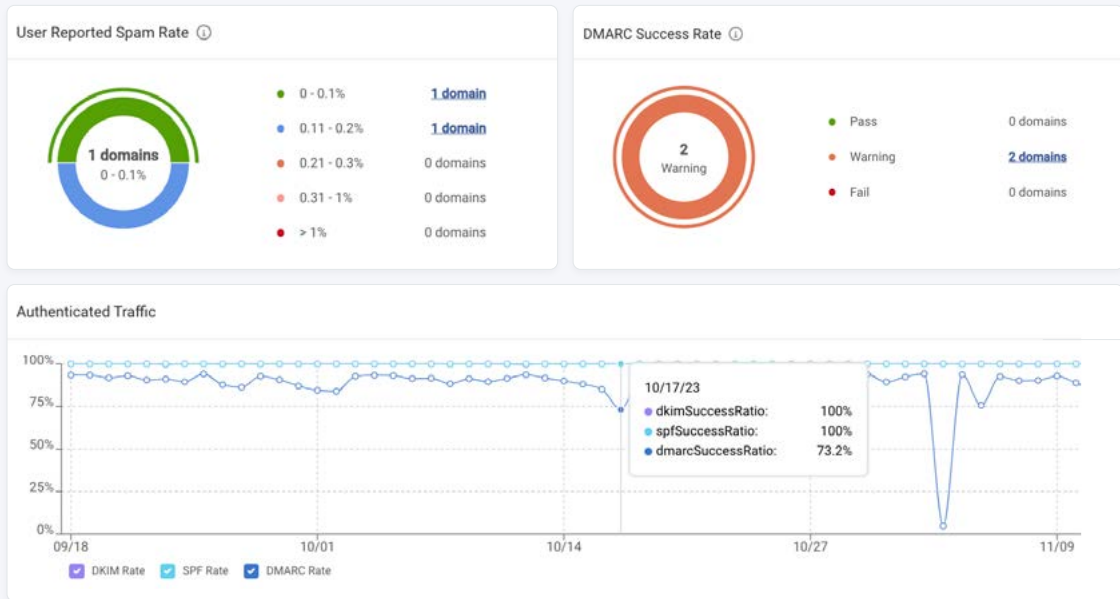 User Reported Spam Rate
1 domains
0 - 0.1%
0 - 0.1% 1 domain
0.11 - 0.2% 1 domain
0.21 - 0.3% 0 domains
0.31 - 1% 0 domains
> 1% 0 domains
DMARC Success Rate
2
Warning
Pass 0 domains
Warning 2 domains
Fail 0 domains
Authenticated Traffic
100%
75%
50%
25%
0%
10/17/23
dkimSuccessRatio: 100%
spfSuccessRatio: 100%
dmarcSuccessRatio: 73.2%
09/18 10/01 10/14 10/27 11/09
DKIM Rate SPF Rate DMARC Rate